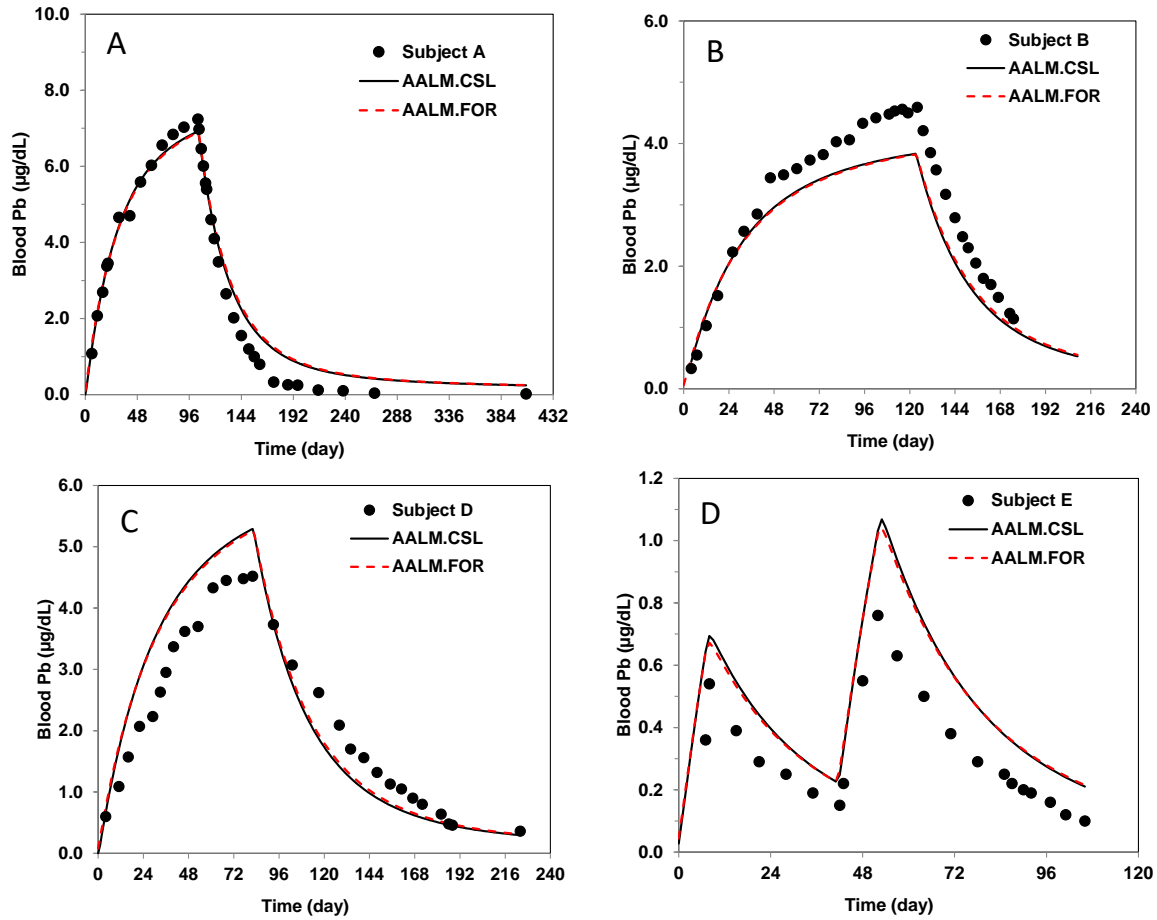 A
Subject A
AALM.CSL
AALM.FOR
Blood Pb (µg/dL)
10.0
8.0
6.0
4.0
2.0
0.0
0 48 96 144 192 240 288 336 384 432
Time (day)
B
Subject B
AALM.CSL
AALM.FOR
Blood Pb (µg/dL)
6.0
4.0
2.0
0.0
0 24 48 72 96 120 144 168 192 216 240
Time (day)
C
Subject D
AALM.CSL
AALM.FOR
Blood Pb (µg/dL)
6.0
5.0
4.0
3.0
2.0
1.0
0.0
0 24 48 72 96 120 144 168 192 216 240
Time (day)
D
Subject E
AALM.CSL
AALM.FOR
Blood Pb (µg/dL)
1.2
1.0
0.8
0.6
0.4
0.2
0.0
0 24 48 72 96 120
Time (day)